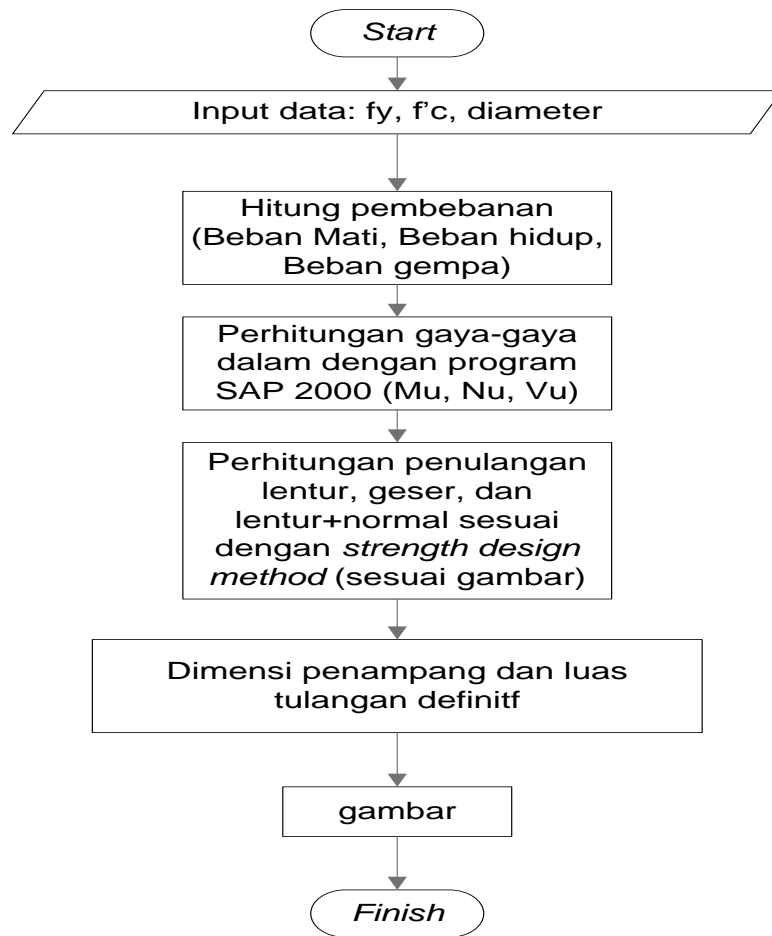 Start
Input data: fy, f'c, diameter
Hitung pembebanan
(Beban Mati, Beban hidup,
Beban gempa)
Perhitungan gaya-gaya
dalam dengan program
SAP 2000 (Mu, Nu, Vu)
Perhitungan penulangan
lentur, geser, dan
lentur+normal sesuai
dengan strength design
method (sesuai gambar)
Dimensi penampang dan luas
tulangan definitf
gambar
Finish